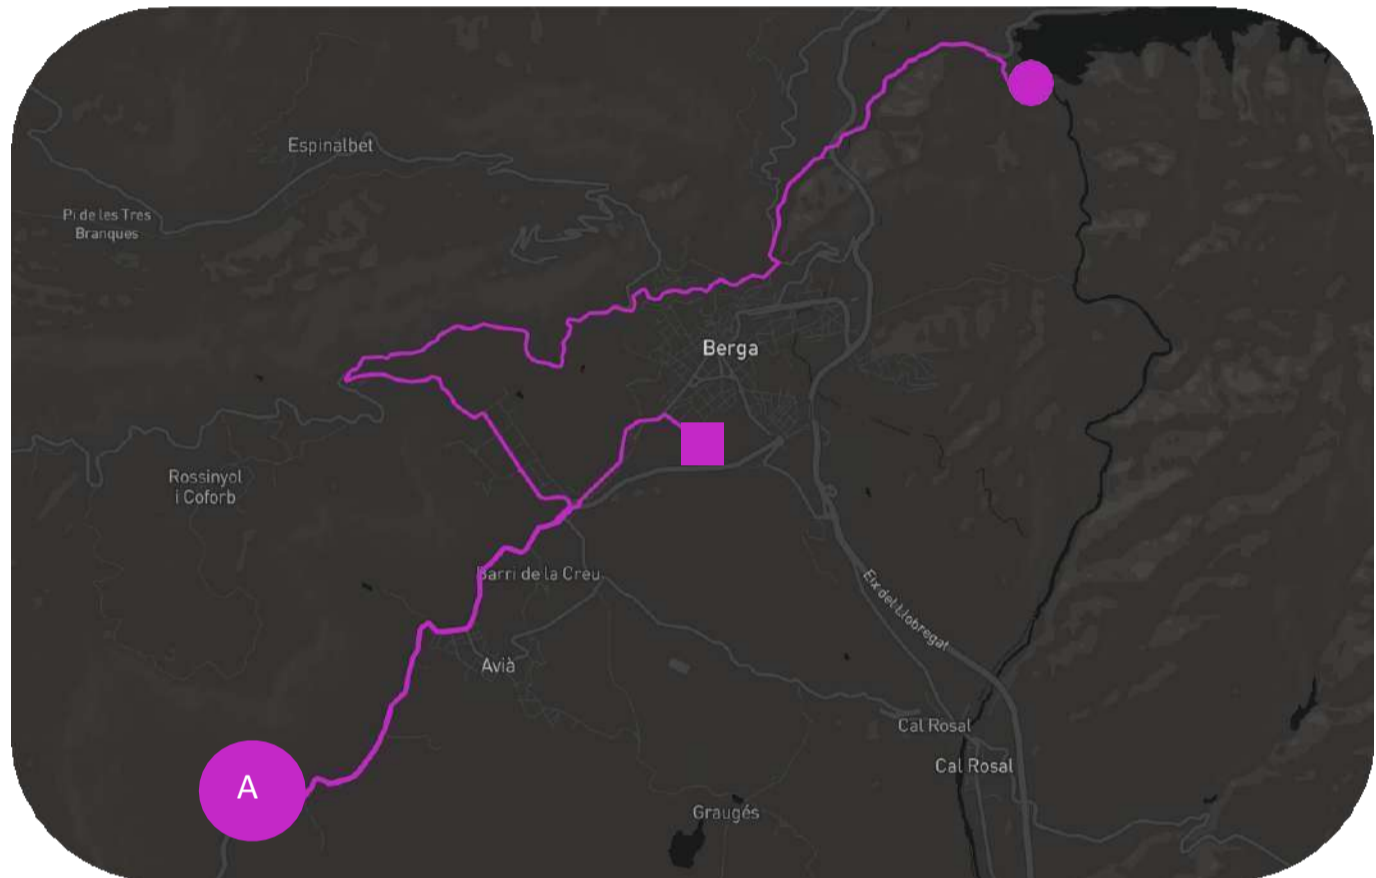 Espinalbet
Pi de les Tres
Branques
Berga
Rossinyol
i Coforb
Barri de la Creu
Eix del Llobregat
Avià
Cal Rosal
Cal Rosal
A
Graugés